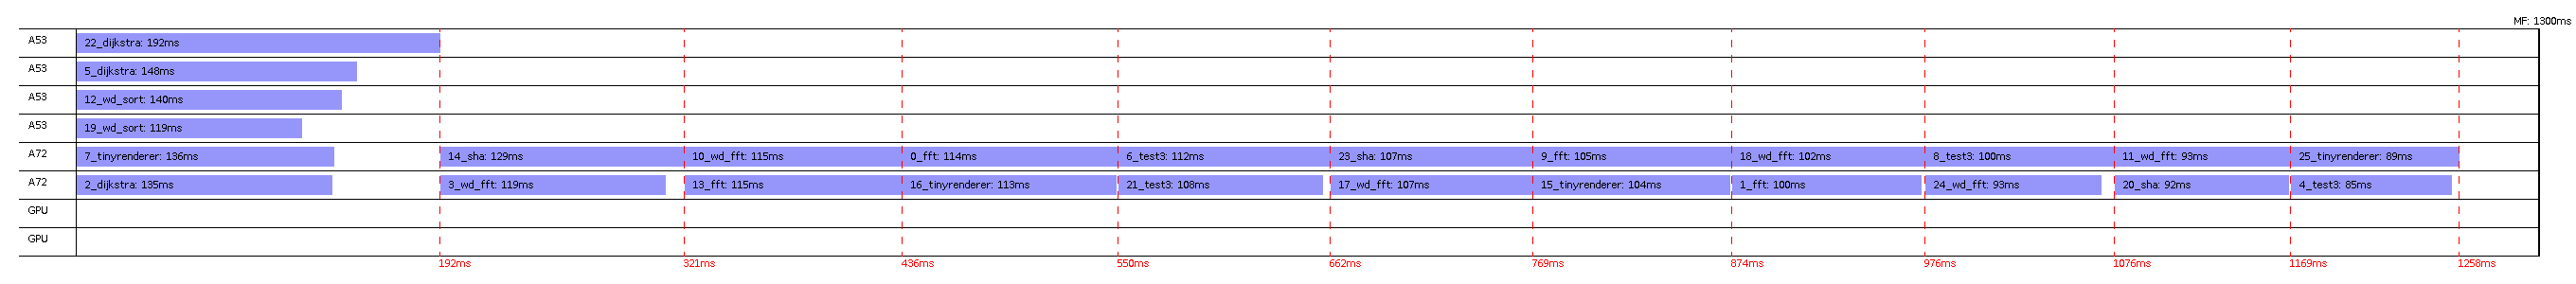 MF: 1300ms
A53 22_dijkstra: 192ms
A53 5_dijkstra: 148ms
A53 12_wd_sort: 140ms
A53 19_wd_sort: 119ms
A72 7_tinyrenderer: 136ms 14_sha: 129ms 10_wd_fft: 115ms 0_fft: 114ms 6_test3: 112ms 23_sha: 107ms 9_fft: 105ms 18_wd_fft: 102ms 8_test3: 100ms 11_wd_fft: 93ms 25_tinyrenderer: 89ms
A72 2_dijkstra: 135ms 3_wd_fft: 119ms 13_fft: 115ms 16_tinyrenderer: 113ms 21_test3: 108ms 17_wd_fft: 107ms 15_tinyrenderer: 104ms 1_fft: 100ms 24_wd_fft: 93ms 20_sha: 92ms 4_test3: 85ms
GPU
GPU
192ms 321ms 436ms 550ms 662ms 769ms 874ms 976ms 1076ms 1169ms 1258ms